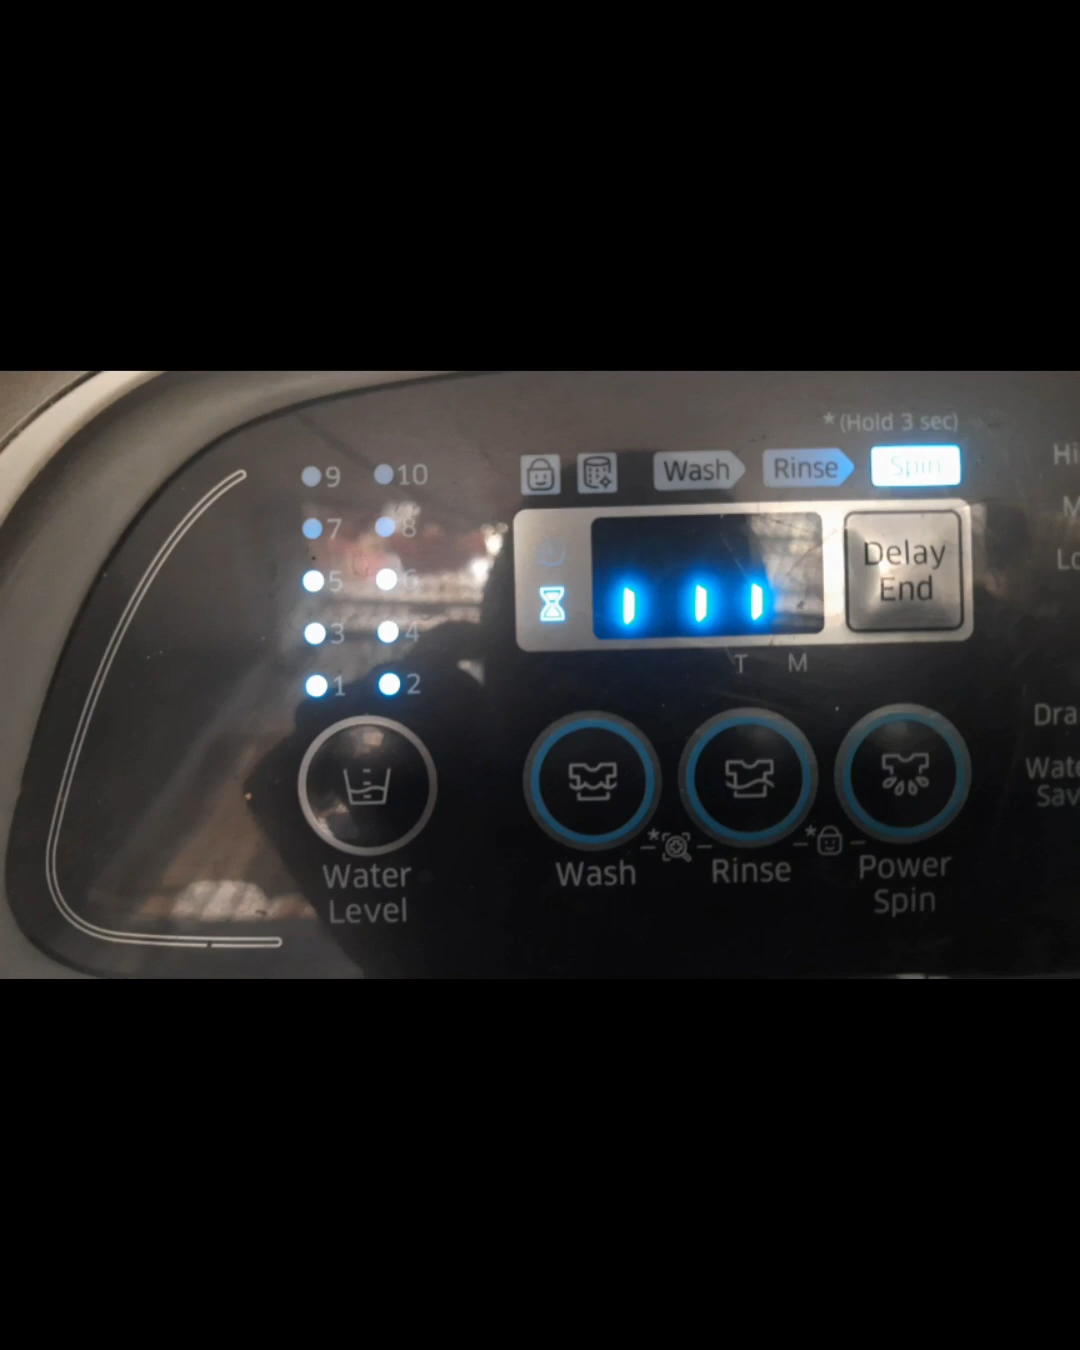 * (Hold 3 sec)
9 10
Wash Rinse Spin
7 8
Delay
End
5 6
3 4
T M
1 2
Water
Level
Wash
Rinse
Power
Spin